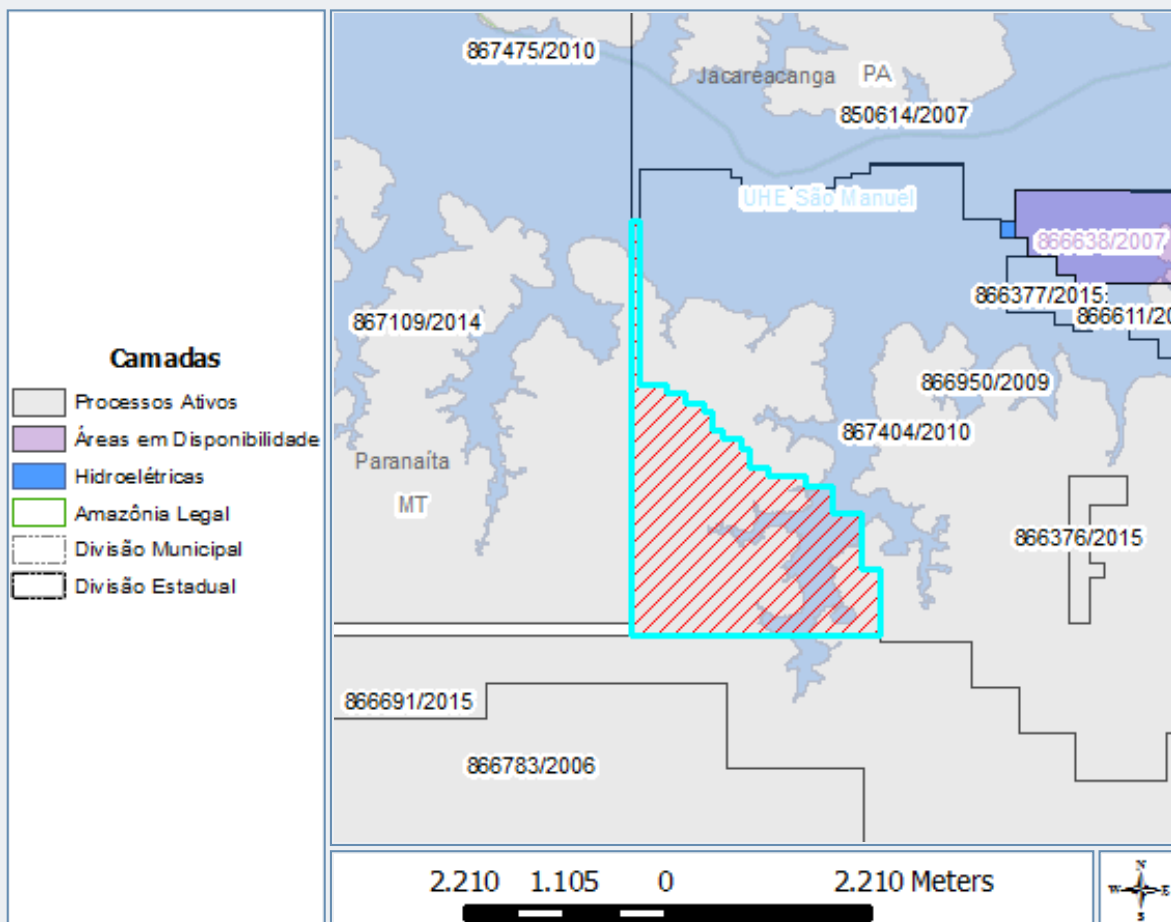 Camadas
Processos Ativos
Áreas em Disponibilidade
Hidroelétricas
Amazônia Legal
Divisão Municipal
Divisão Estadual
867475/2010
Jacareacanga PA
850614/2007
UHE São Manuel
866638/2007
866377/2015
866611/20
867109/2014
866950/2009
867404/2010
Paranaíta
MT
866376/2015
866691/2015
866783/2006
2.210 1.105 0 2.210 Meters
N
W E
S